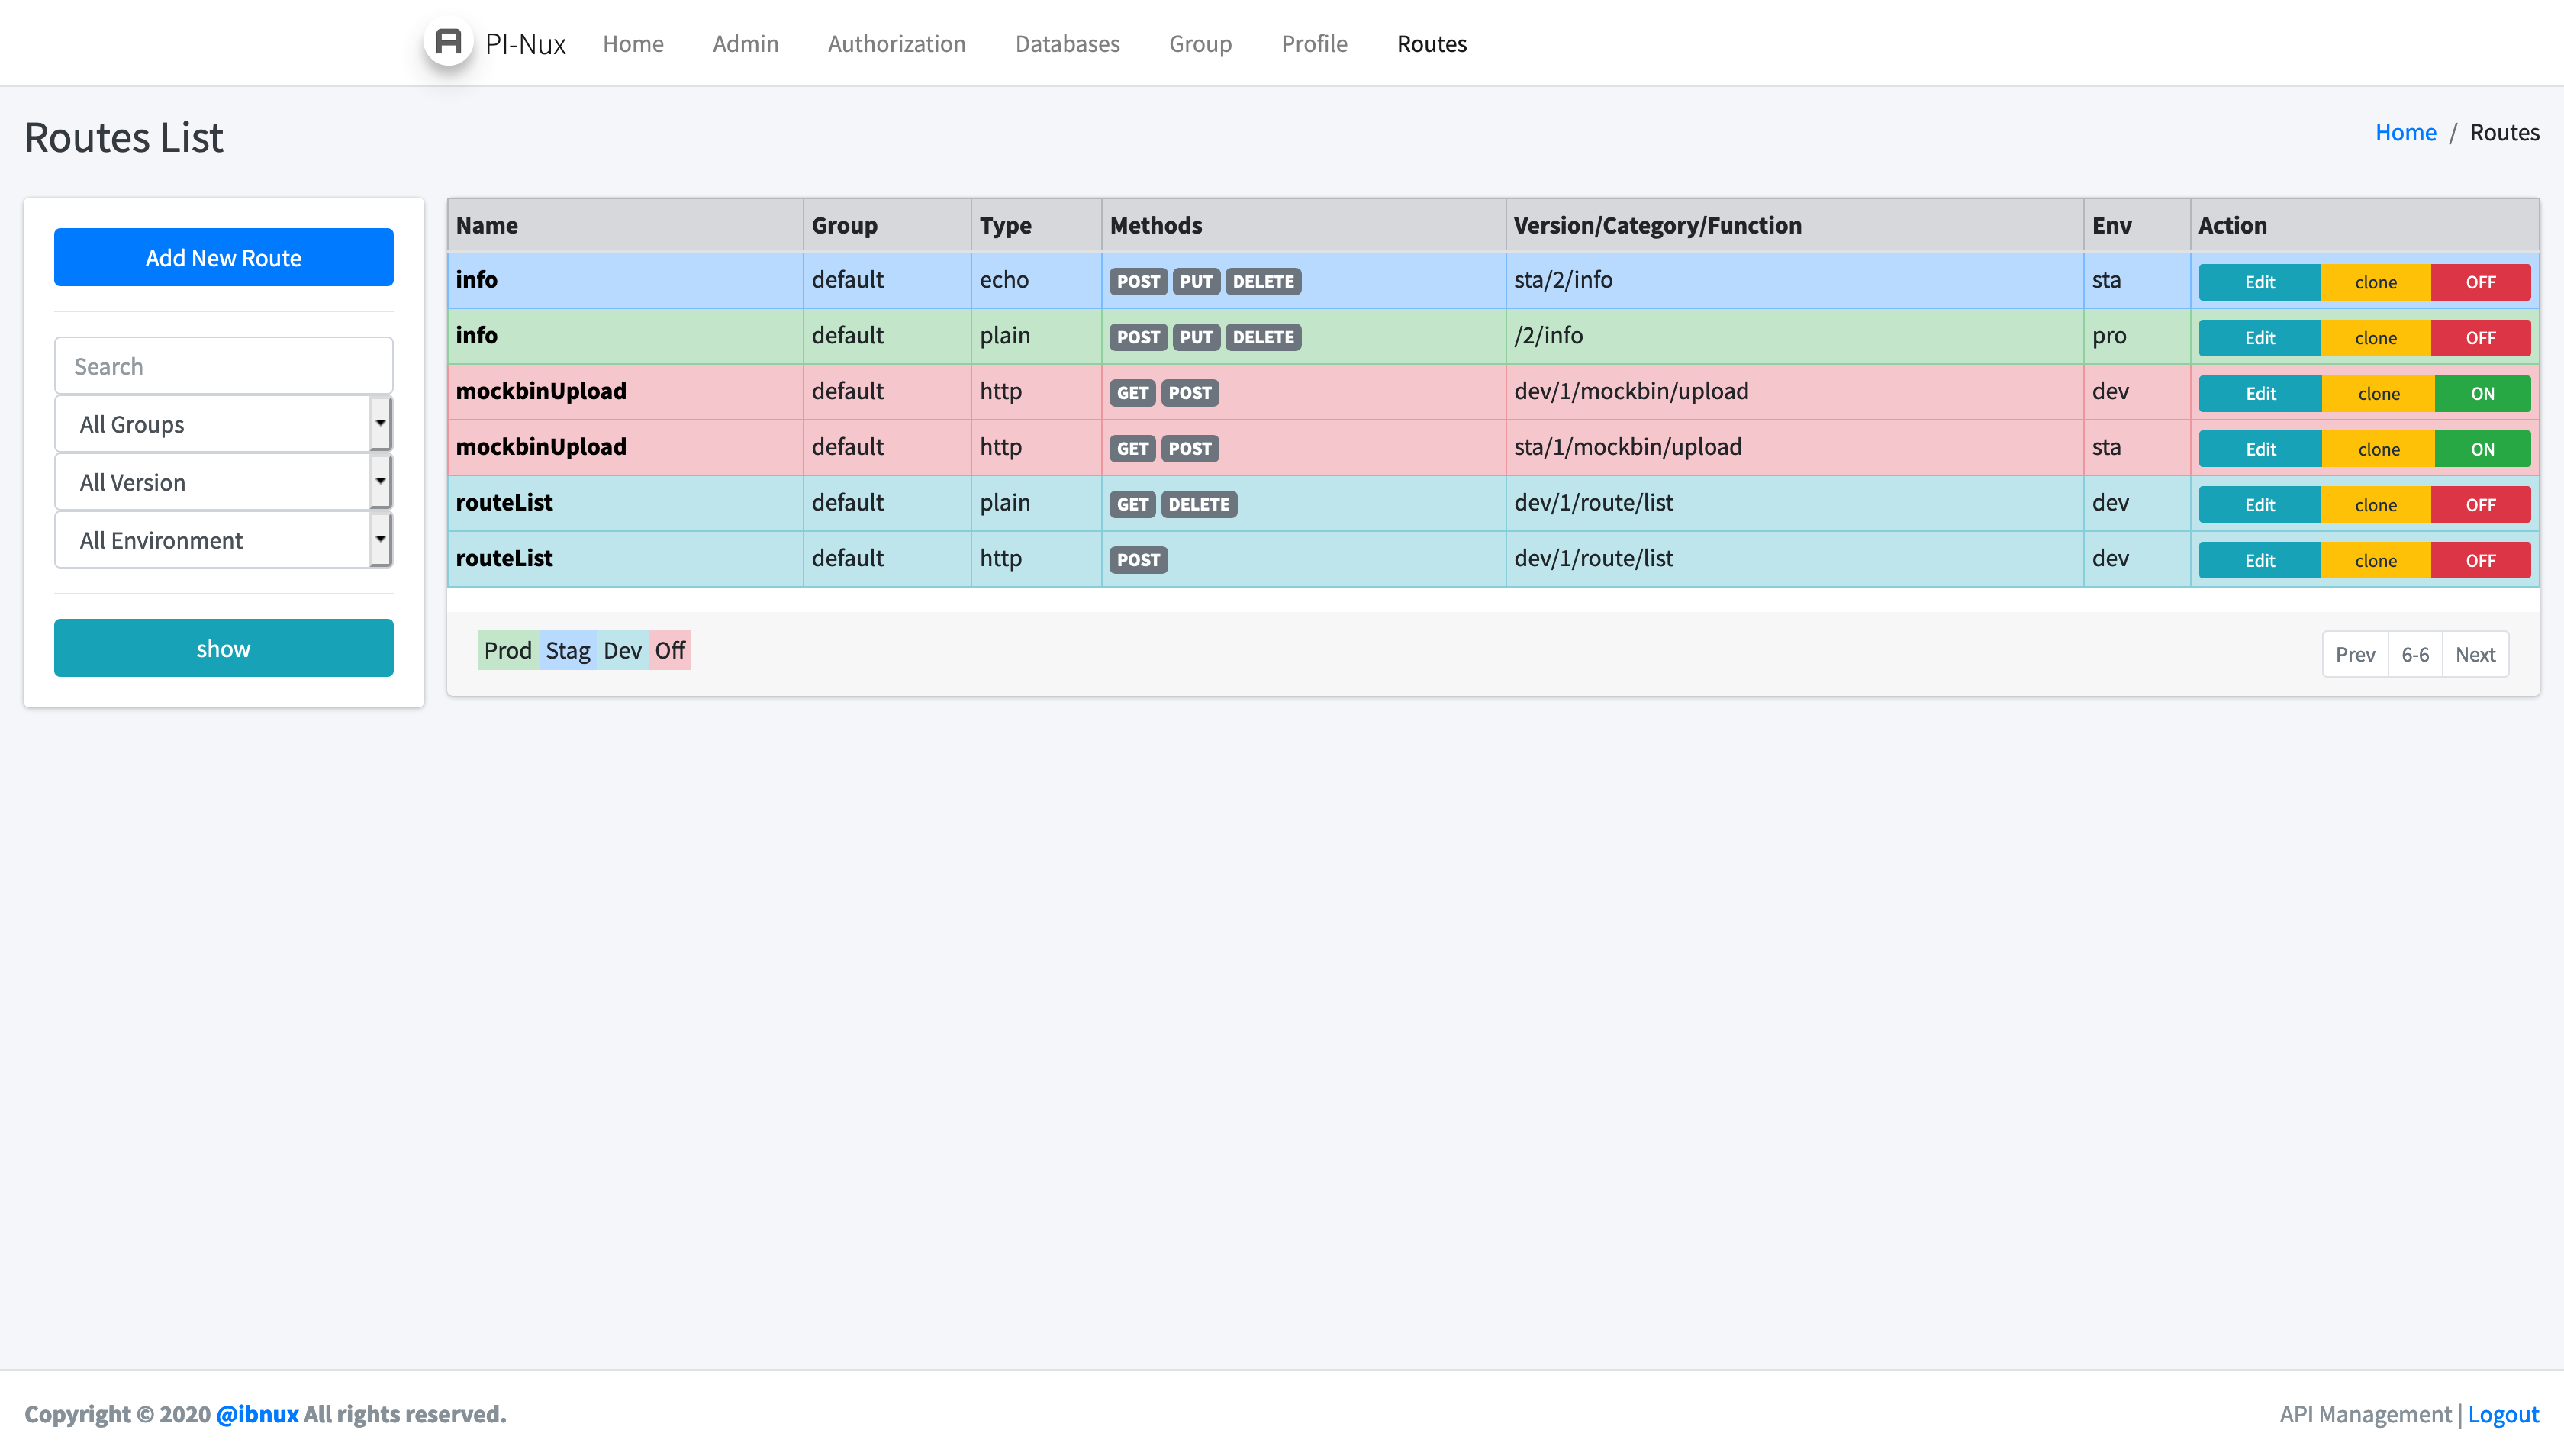 PI-Nux Home Admin Authorization Databases Group Profile Routes
Routes List
Home / Routes
Add New Route
Search
All Groups
All Version
All Environment
show
Name Group Type Methods Version/Category/Function Env Action
info default echo POST PUT DELETE sta/2/info sta Edit clone OFF
info default plain POST PUT DELETE /2/info pro Edit clone OFF
mockbinUpload default http GET POST dev/1/mockbin/upload dev Edit clone ON
mockbinUpload default http GET POST sta/1/mockbin/upload sta Edit clone ON
routeList default plain GET DELETE dev/1/route/list dev Edit clone OFF
routeList default http POST dev/1/route/list dev Edit clone OFF
Prod Stag Dev Off
Prev 6-6 Next
Copyright © 2020 @ibnux All rights reserved.
API Management | Logout